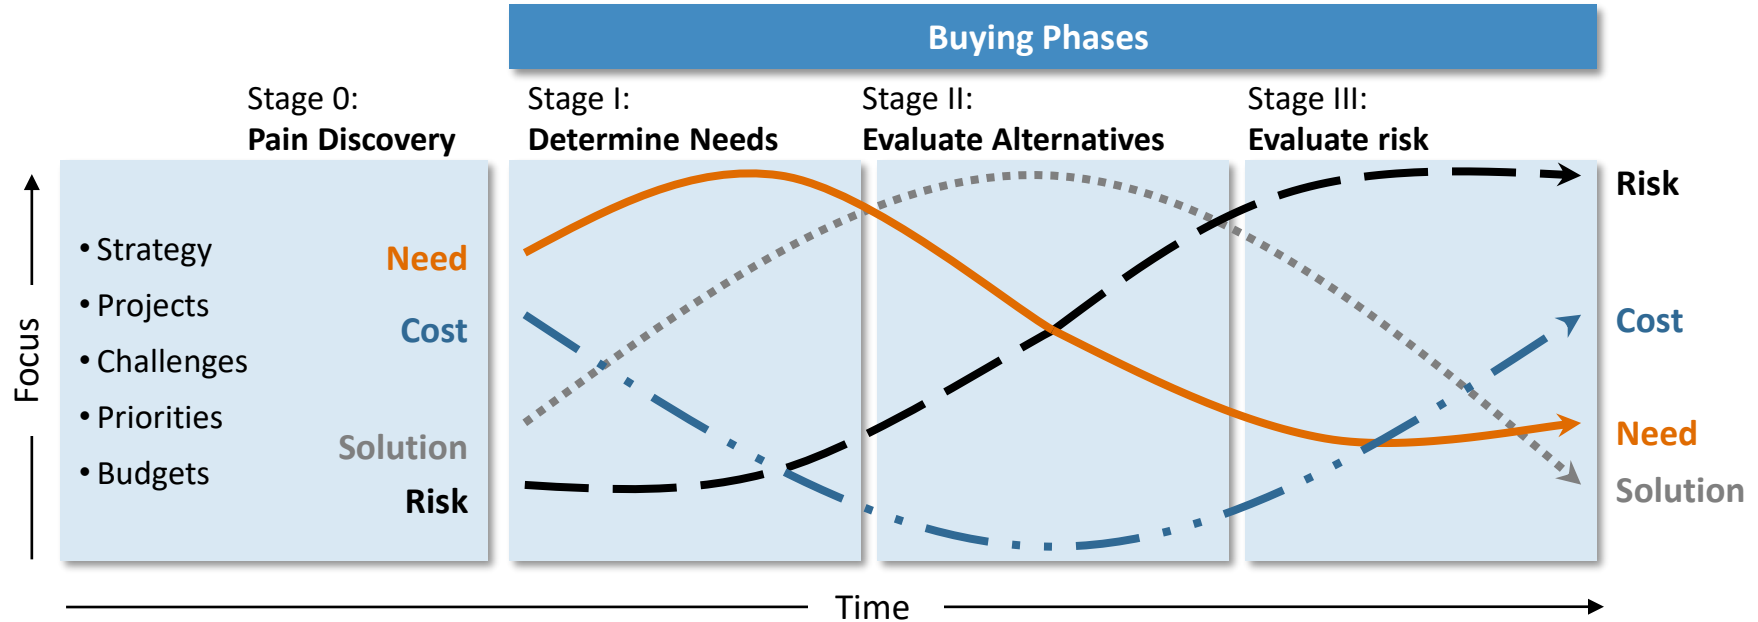 Buying Phases
Stage 0:
Pain Discovery
Stage I:
Determine Needs
Stage II:
Evaluate Alternatives
Stage III:
Evaluate risk
Focus
• Strategy
• Projects
• Challenges
• Priorities
• Budgets
Need
Cost
Solution
Risk
Risk
Cost
Need
Solution
Time